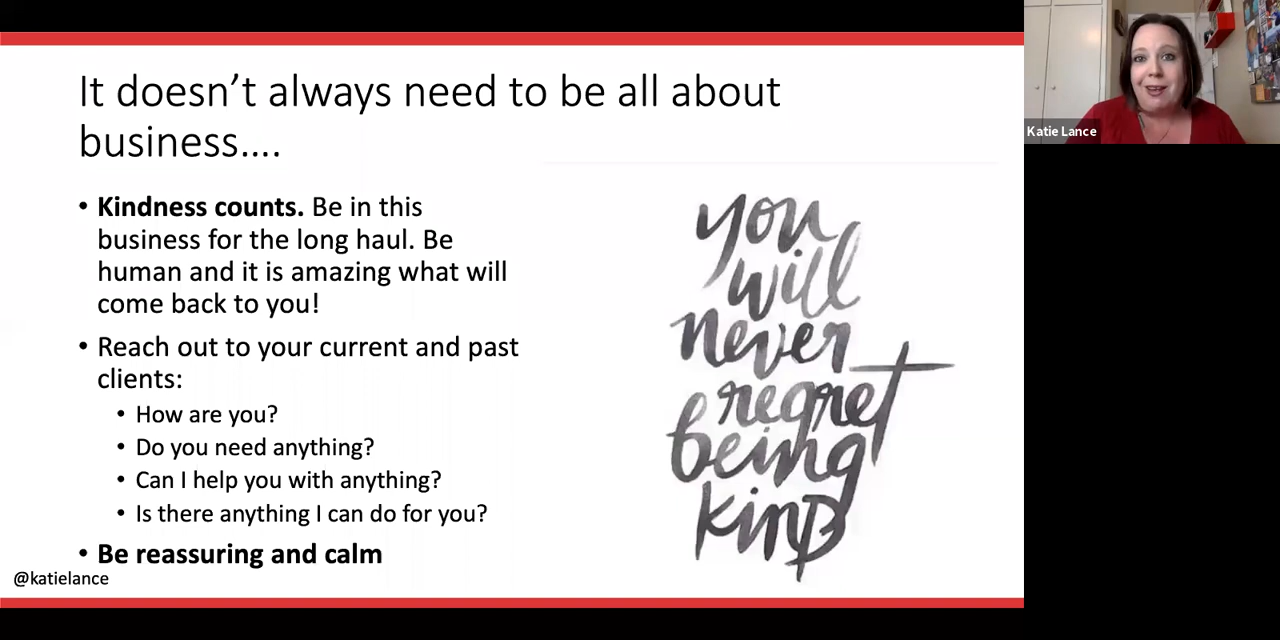 It doesn’t always need to be all about
business….
• Kindness counts. Be in this
business for the long haul. Be
human and it is amazing what will
come back to you!
• Reach out to your current and past
clients:
• How are you?
• Do you need anything?
• Can I help you with anything?
• Is there anything I can do for you?
• Be reassuring and calm
@katielance
you
will
never
regret
being
kind
Katie Lance